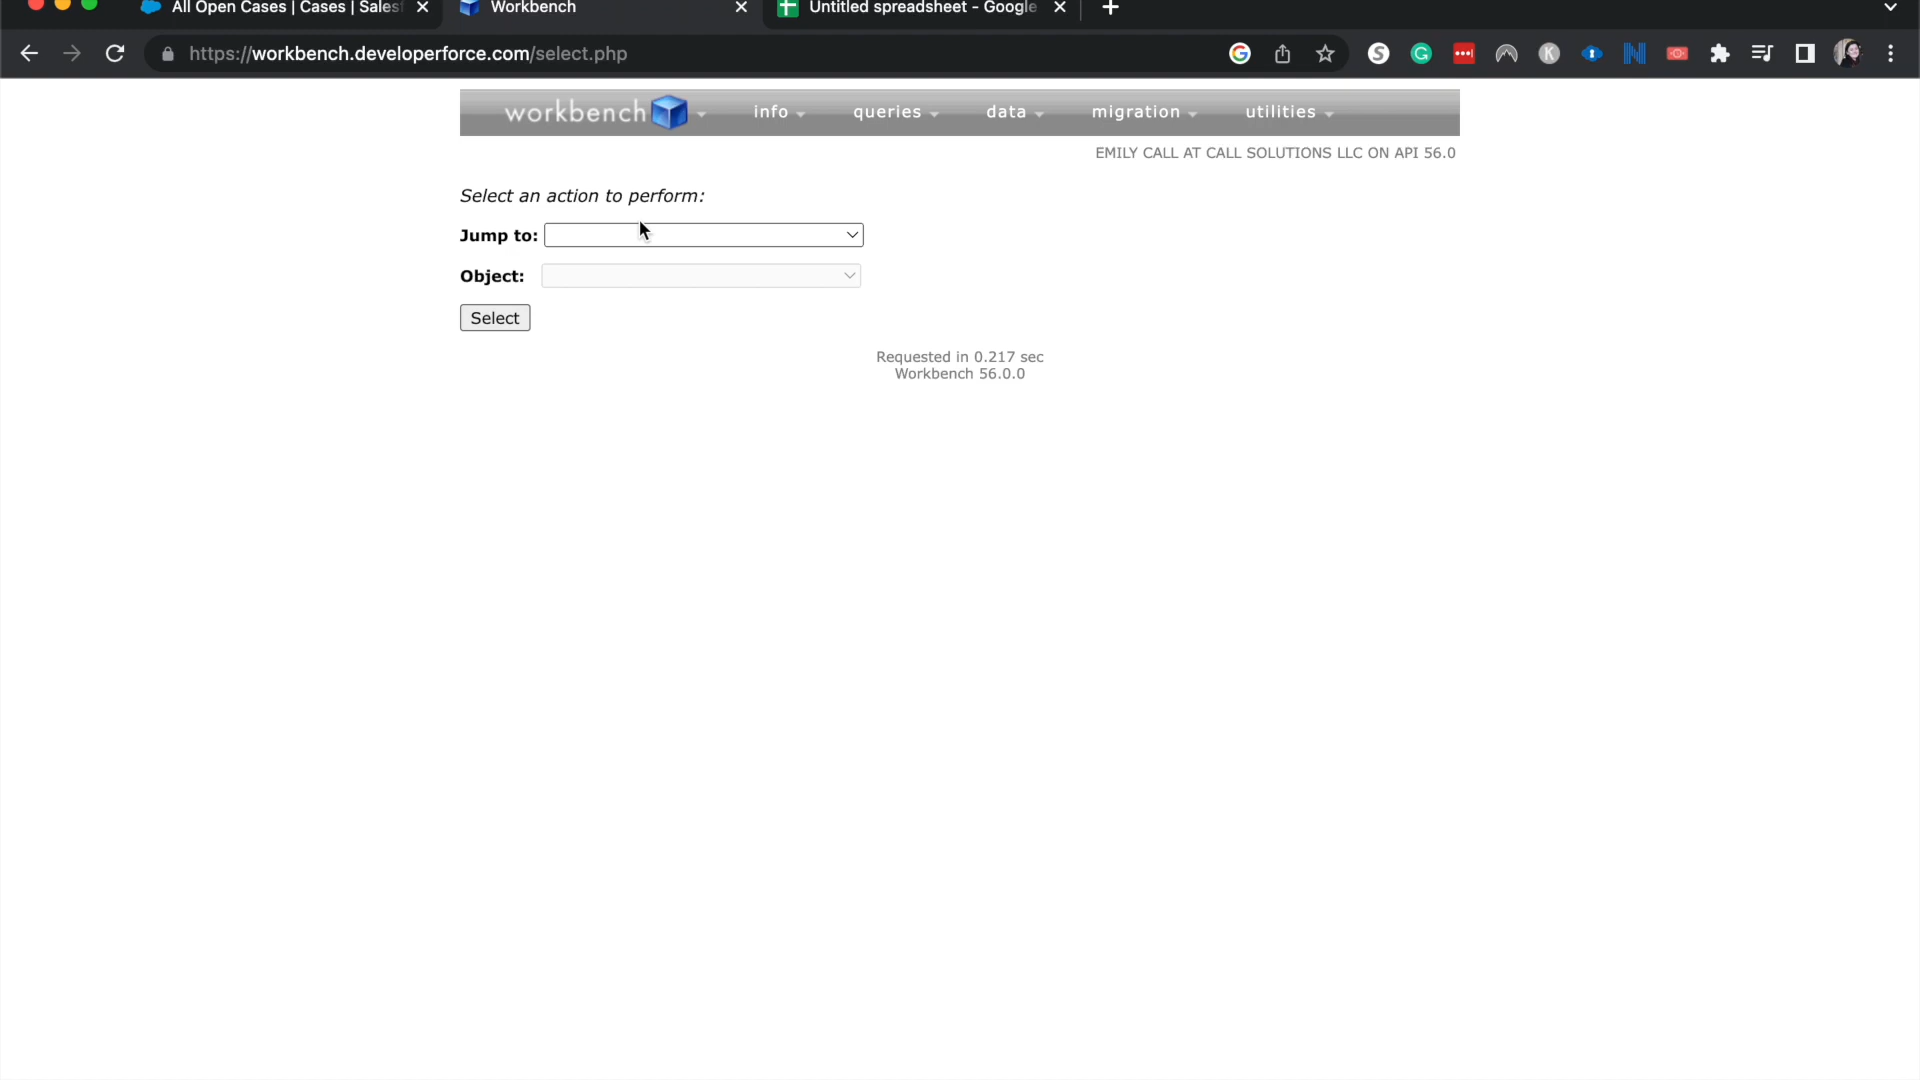 All Open Cases | Cases | Sales
Workbench
Untitled spreadsheet - Google
https://workbench.developerforce.com/select.php
workbench
info
queries
data
migration
utilities
EMILY CALL AT CALL SOLUTIONS LLC ON API 56.0
Select an action to perform:
Jump to:
Object:
Select
Requested in 0.217 sec
Workbench 56.0.0